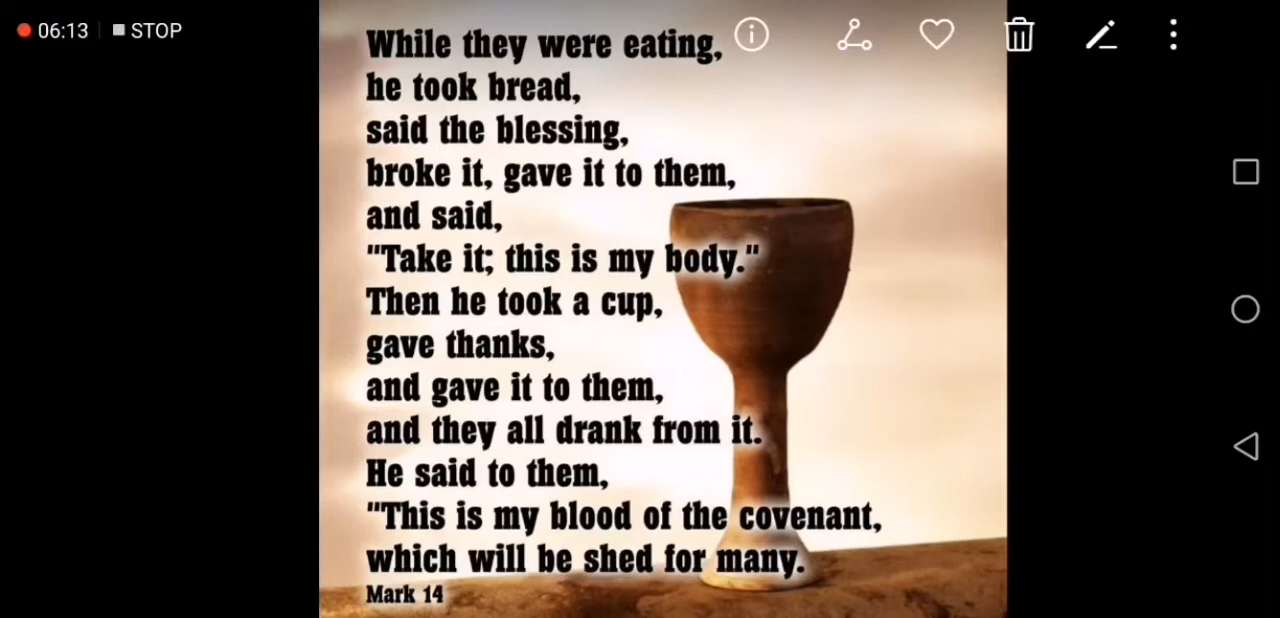 06:13 STOP
While they were eating,
he took bread,
said the blessing,
broke it, gave it to them,
and said,
"Take it; this is my body."
Then he took a cup,
gave thanks,
and gave it to them,
and they all drank from it.
He said to them,
"This is my blood of the covenant,
which will be shed for many.
Mark 14